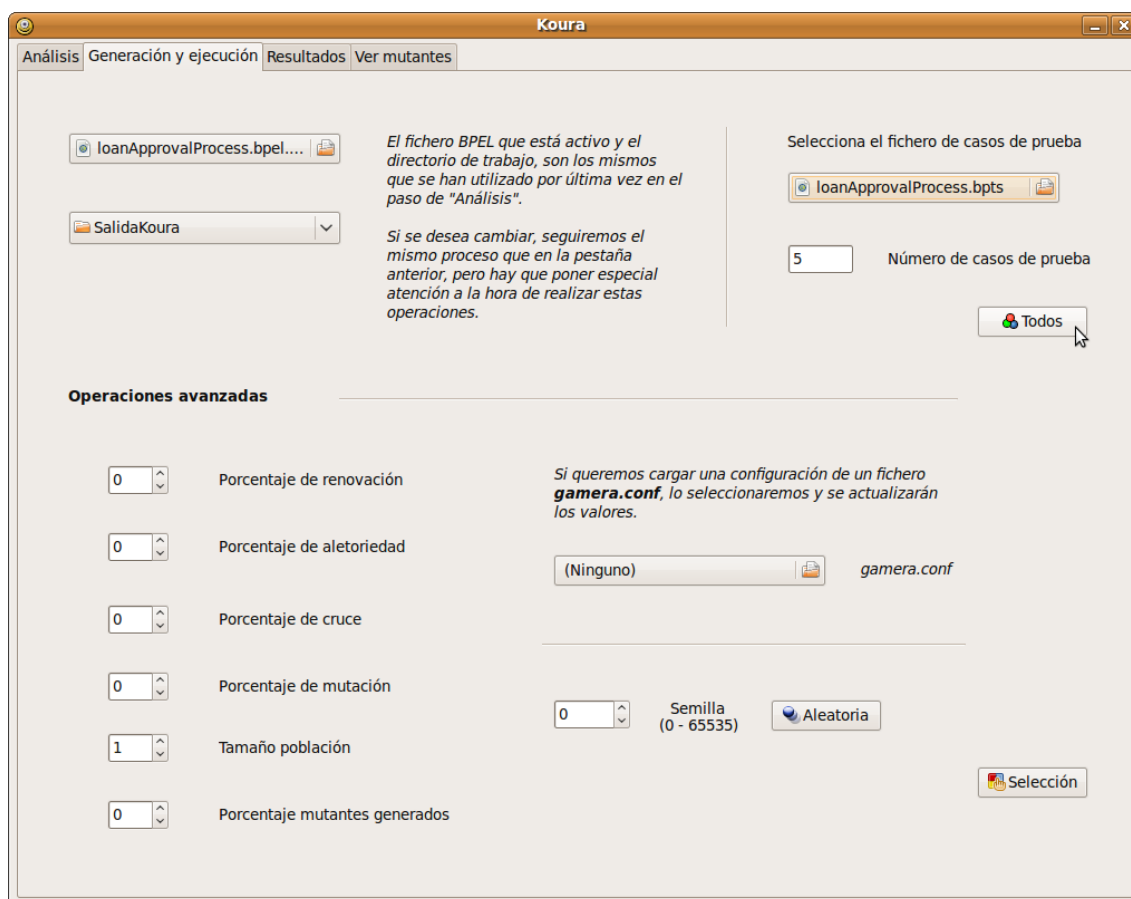 Koura
Análisis
Generación y ejecución
Resultados
Ver mutantes
loanApprovalProcess.bpel....
SalidaKoura
El fichero BPEL que está activo y el
directorio de trabajo, son los mismos
que se han utilizado por última vez en el
paso de "Análisis".
Si se desea cambiar, seguiremos el
mismo proceso que en la pestaña
anterior, pero hay que poner especial
atención a la hora de realizar estas
operaciones.
Selecciona el fichero de casos de prueba
loanApprovalProcess.bpts
5 Número de casos de prueba
Todos
Operaciones avanzadas
0 Porcentaje de renovación
0 Porcentaje de aletoriedad
0 Porcentaje de cruce
0 Porcentaje de mutación
1 Tamaño población
0 Porcentaje mutantes generados
Si queremos cargar una configuración de un fichero
gamera.conf, lo seleccionaremos y se actualizarán
los valores.
(Ninguno) gamera.conf
0 Semilla
(0 - 65535)
Aleatoria
Selección